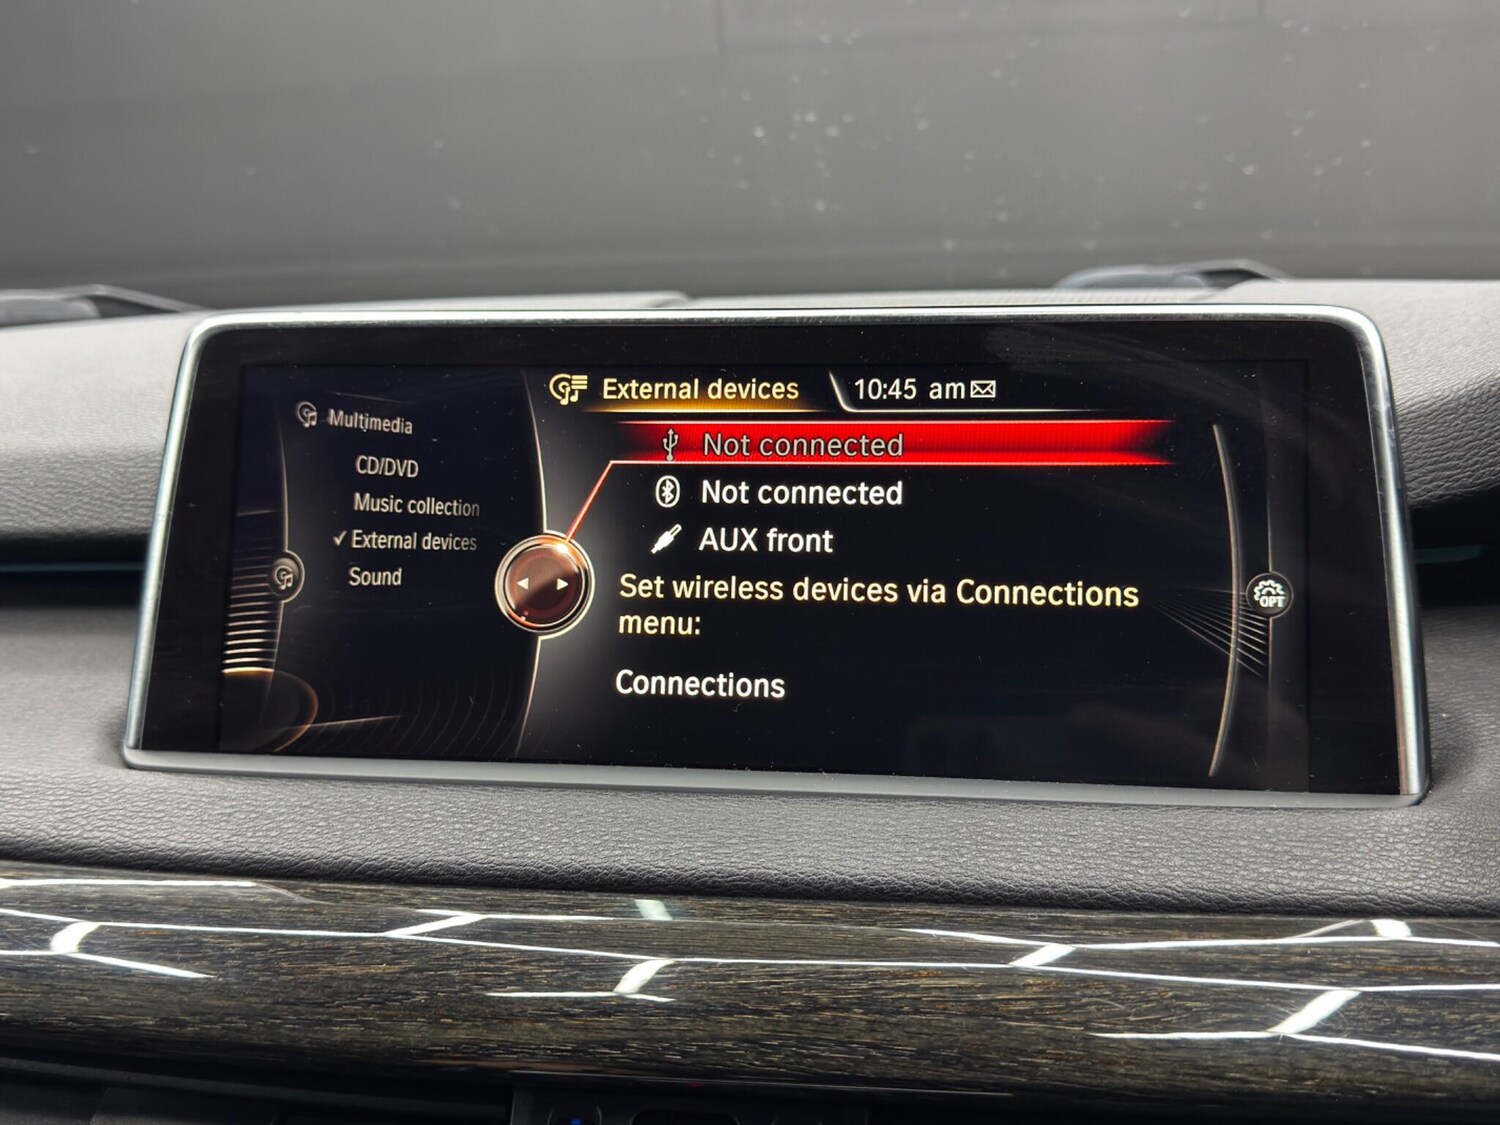 Multimedia
CD/DVD
Music collection
External devices
Sound
External devices
10:45 am
Not connected
Not connected
AUX front
Set wireless devices via Connections
menu:
Connections
OPT